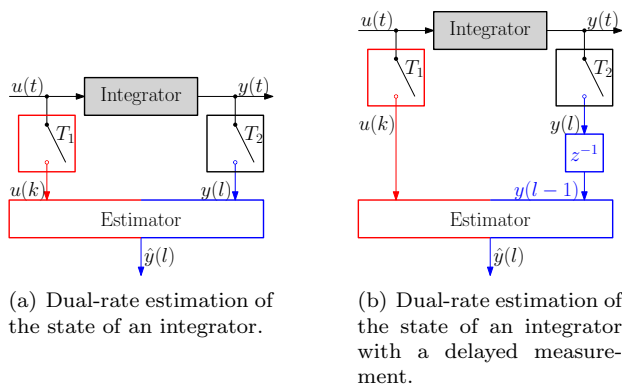 u(t)
Integrator
y(t)
T₁
T₂
u(k)
y(l)
Estimator
ŷ(l)
(a) Dual-rate estimation of
the state of an integrator.
u(t)
Integrator
y(t)
T₁
T₂
u(k)
y(l)
z⁻¹
y(l − 1)
Estimator
ŷ(l)
(b) Dual-rate estimation of
the state of an integrator
with a delayed measure-
ment.